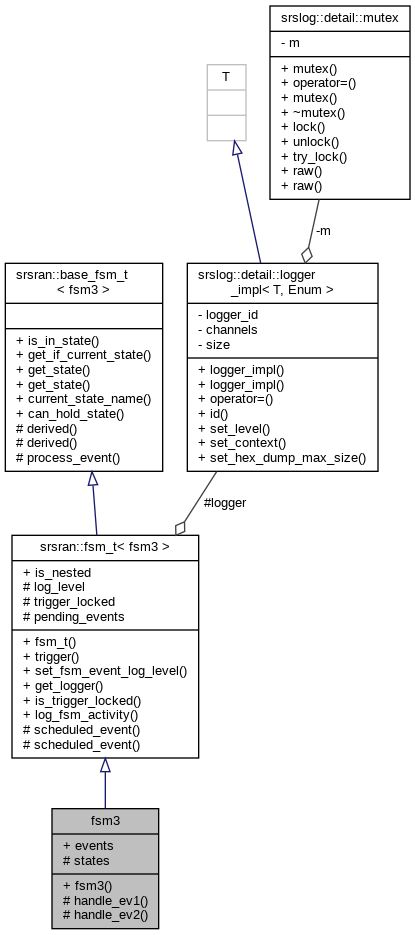 srslog::detail::mutex
- m
+ mutex()
+ operator=()
+ mutex()
+ ~mutex()
+ lock()
+ unlock()
+ try_lock()
+ raw()
+ raw()
T
-m
srsran::base_fsm_t
< fsm3 >
+ is_in_state()
+ get_if_current_state()
+ get_state()
+ get_state()
+ current_state_name()
+ can_hold_state()
# derived()
# derived()
# process_event()
srslog::detail::logger
_impl< T, Enum >
- logger_id
- channels
- size
+ logger_impl()
+ logger_impl()
+ operator=()
+ id()
+ set_level()
+ set_context()
+ set_hex_dump_max_size()
#logger
srsran::fsm_t< fsm3 >
+ is_nested
# log_level
# trigger_locked
# pending_events
+ fsm_t()
+ trigger()
+ set_fsm_event_log_level()
+ get_logger()
+ is_trigger_locked()
+ log_fsm_activity()
# scheduled_event()
# scheduled_event()
fsm3
+ events
# states
+ fsm3()
# handle_ev1()
# handle_ev2()